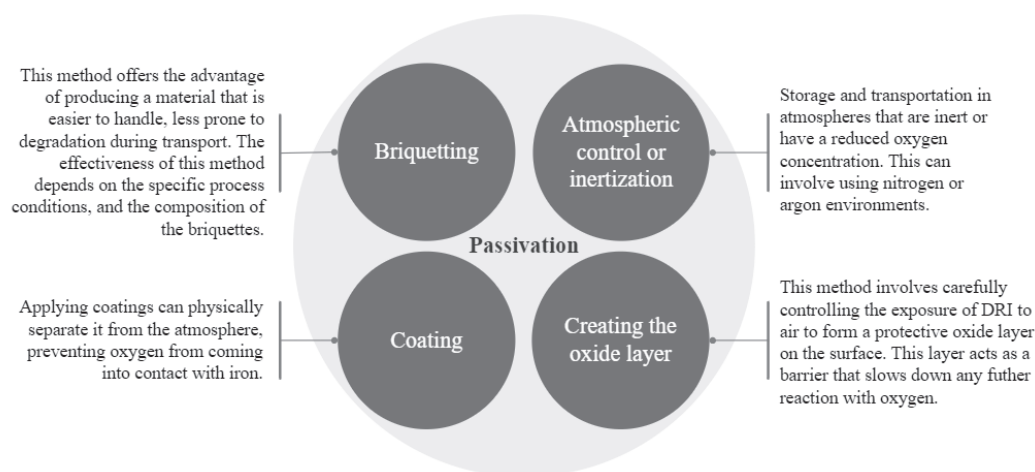 This method offers the advantage
of producing a material that is
easier to handle, less prone to
degradation during transport. The
effectiveness of this method
depends on the specific process
conditions, and the composition of
the briquettes.
Briquetting
Atmospheric
control or
inertization
Storage and transportation in
atmospheres that are inert or
have a reduced oxygen
concentration. This can
involve using nitrogen or
argon environments.
Passivation
Applying coatings can physically
separate it from the atmosphere,
preventing oxygen from coming
into contact with iron.
Coating
Creating the
oxide layer
This method involves carefully
controlling the exposure of DRI to
air to form a protective oxide layer
on the surface. This layer acts as a
barrier that slows down any futher
reaction with oxygen.